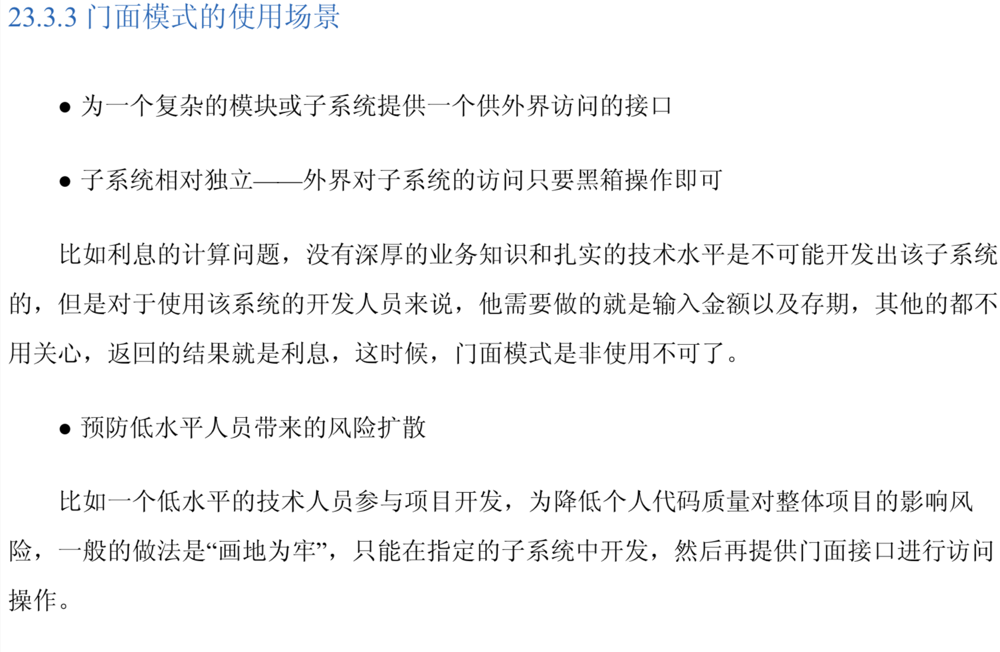 23.3.3 门面模式的使用场景
● 为一个复杂的模块或子系统提供一个供外界访问的接口
● 子系统相对独立——外界对子系统的访问只要黑箱操作即可
比如利息的计算问题，没有深厚的业务知识和扎实的技术水平是不可能开发出该子系统
的，但是对于使用该系统的开发人员来说，他需要做的就是输入金额以及存期，其他的都不
用关心，返回的结果就是利息，这时候，门面模式是非使用不可了。
● 预防低水平人员带来的风险扩散
比如一个低水平的技术人员参与项目开发，为降低个人代码质量对整体项目的影响风
险，一般的做法是“画地为牢”，只能在指定的子系统中开发，然后再提供门面接口进行访问
操作。